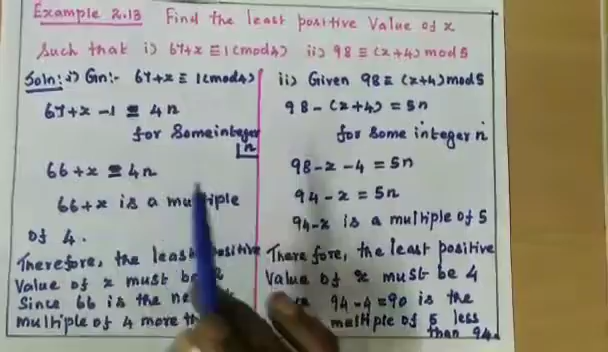 Example 2.13 Find the least positive Value of x
Such that i) 67+x ≡ 1(mod4) ii) 98 ≡ (x+4) mod 5
Soln: i) Gn:- 67+x ≡ 1(mod4)
67+x -1 = 4n
for Some integer
n
66+x = 4n
66+x is a multiple
of 4.
Therefore, the least positive
Value of x must be
Since 66 is the
multiple of 4 more
ii) Given 98 ≡ (x+4) mod 5
98 - (x+4) = 5n
for some integer n
98-x-4 = 5n
94-x = 5n
94-x is a multiple of 5
Therefore, the least positive
Value of x must be 4
94-4=90 is the
multiple of 5 less
than 94.